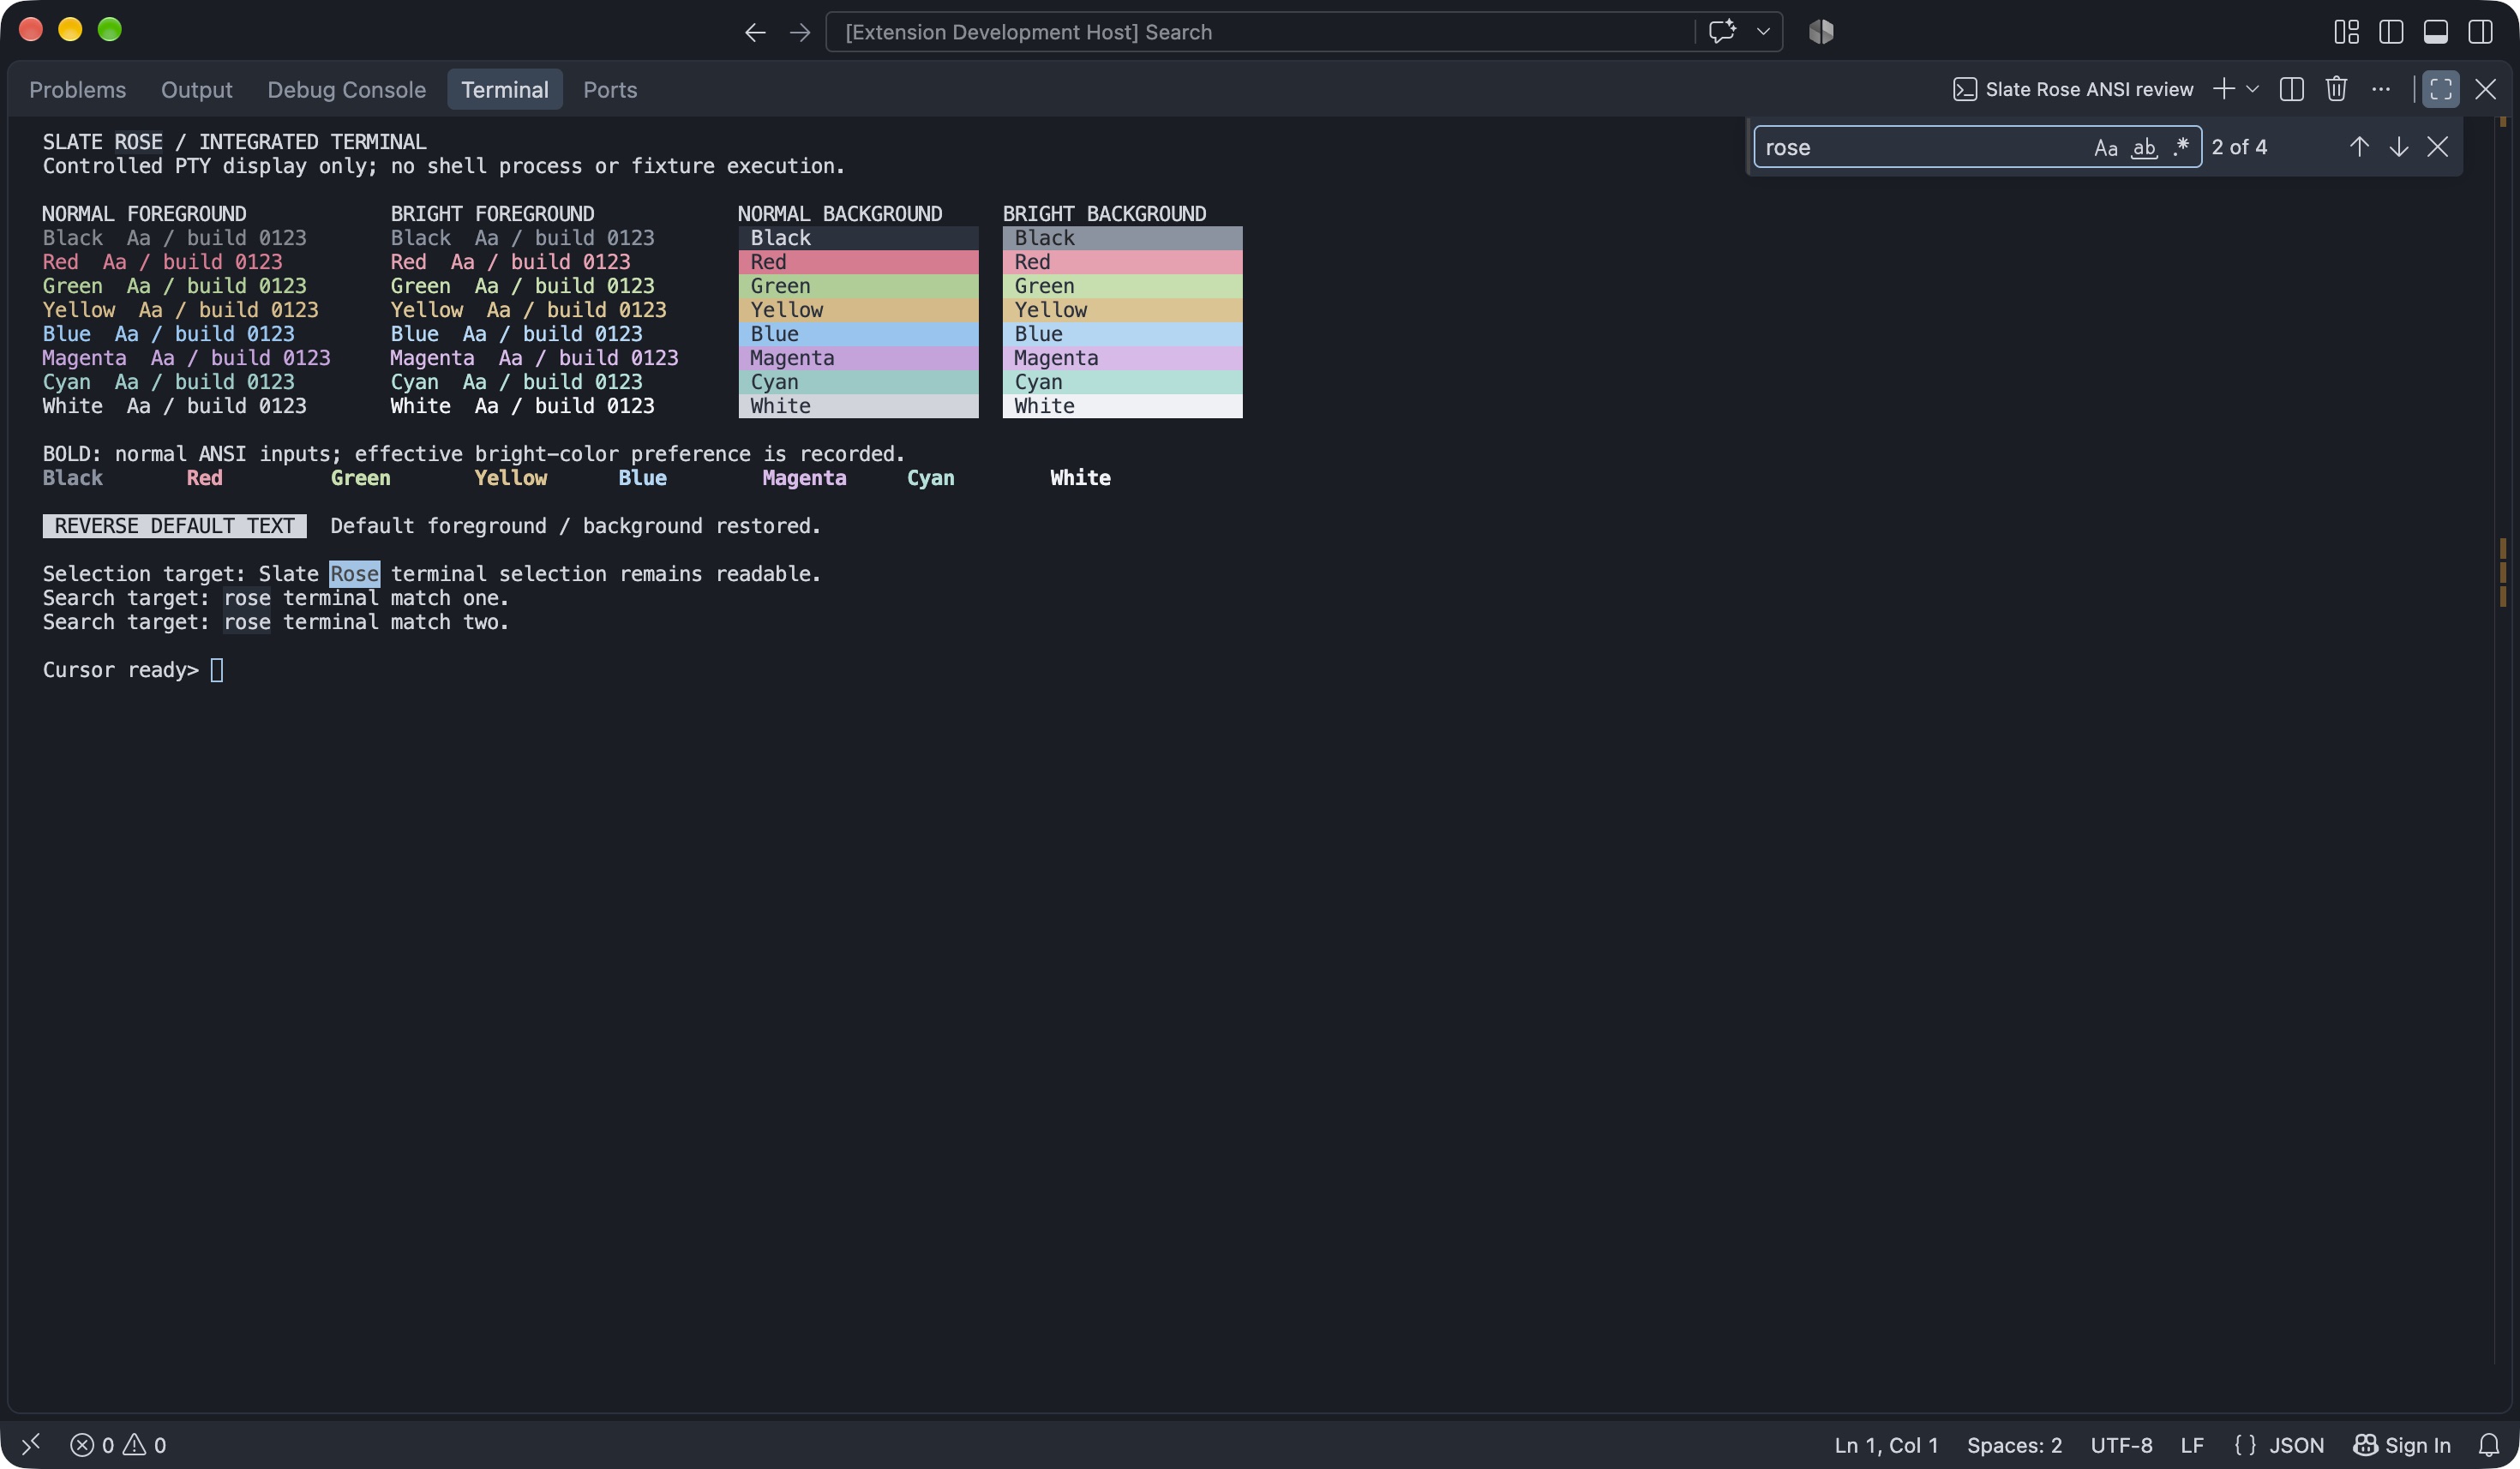 [Extension Development Host] Search
Problems Output Debug Console Terminal Ports Slate Rose ANSI review
rose Aa ab .* 2 of 4
SLATE ROSE / INTEGRATED TERMINAL
Controlled PTY display only; no shell process or fixture execution.
NORMAL FOREGROUND BRIGHT FOREGROUND NORMAL BACKGROUND BRIGHT BACKGROUND
Black Aa / build 0123 Black Aa / build 0123 Black Black
Red Aa / build 0123 Red Aa / build 0123 Red Red
Green Aa / build 0123 Green Aa / build 0123 Green Green
Yellow Aa / build 0123 Yellow Aa / build 0123 Yellow Yellow
Blue Aa / build 0123 Blue Aa / build 0123 Blue Blue
Magenta Aa / build 0123 Magenta Aa / build 0123 Magenta Magenta
Cyan Aa / build 0123 Cyan Aa / build 0123 Cyan Cyan
White Aa / build 0123 White Aa / build 0123 White White
BOLD: normal ANSI inputs; effective bright-color preference is recorded.
Black Red Green Yellow Blue Magenta Cyan White
REVERSE DEFAULT TEXT Default foreground / background restored.
Selection target: Slate Rose terminal selection remains readable.
Search target: rose terminal match one.
Search target: rose terminal match two.
Cursor ready>
0 0 Ln 1, Col 1 Spaces: 2 UTF-8 LF {} JSON Sign In